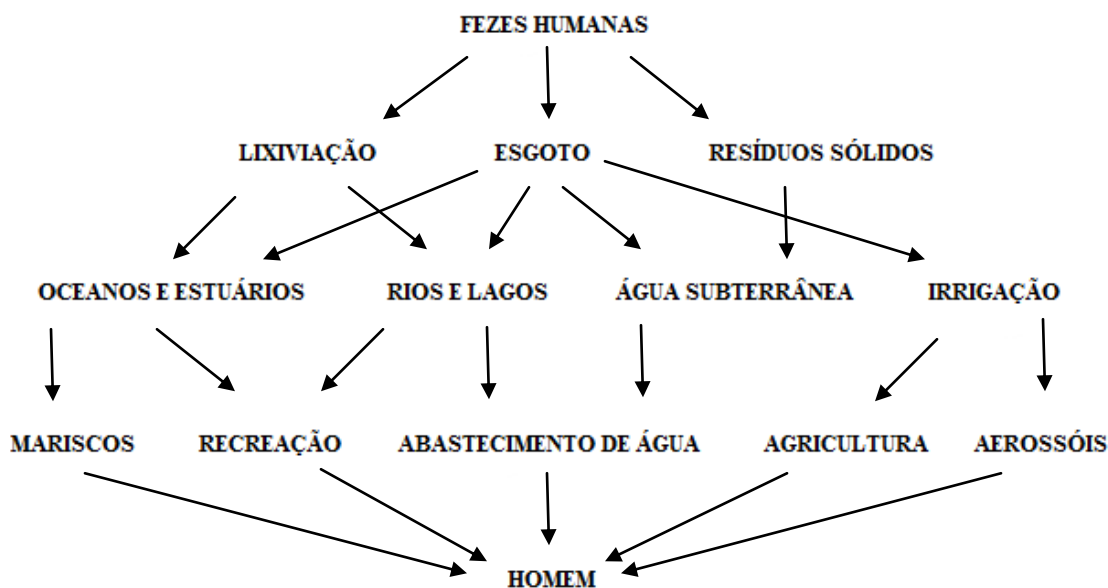 FEZES HUMANAS
LIXIVIAÇÃO ESGOTO RESÍDUOS SÓLIDOS
OCEANOS E ESTUÁRIOS RIOS E LAGOS ÁGUA SUBTERRÂNEA IRRIGAÇÃO
MARISCOS RECREAÇÃO ABASTECIMENTO DE ÁGUA AGRICULTURA AEROSSÓIS
HOMEM